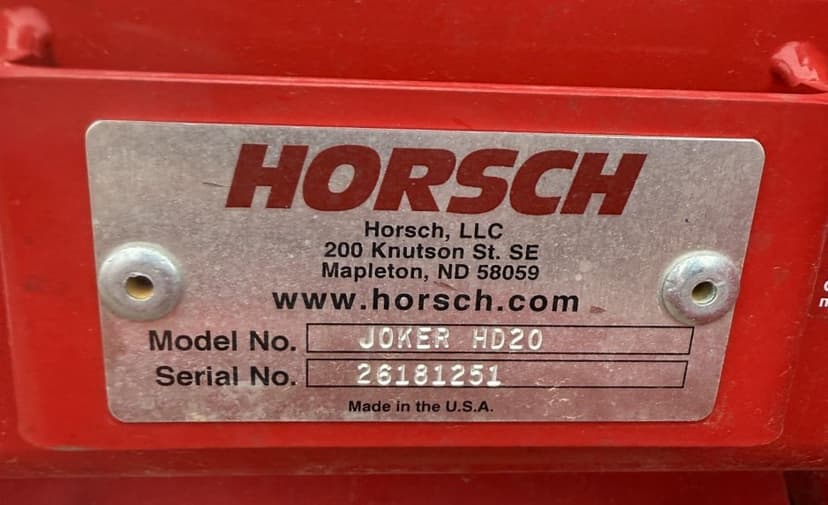 HORSCH
Horsch, LLC
200 Knutson St. SE
Mapleton, ND 58059
www.horsch.com
Model No. JOKER HD20
Serial No. 26181251
Made in the U.S.A.